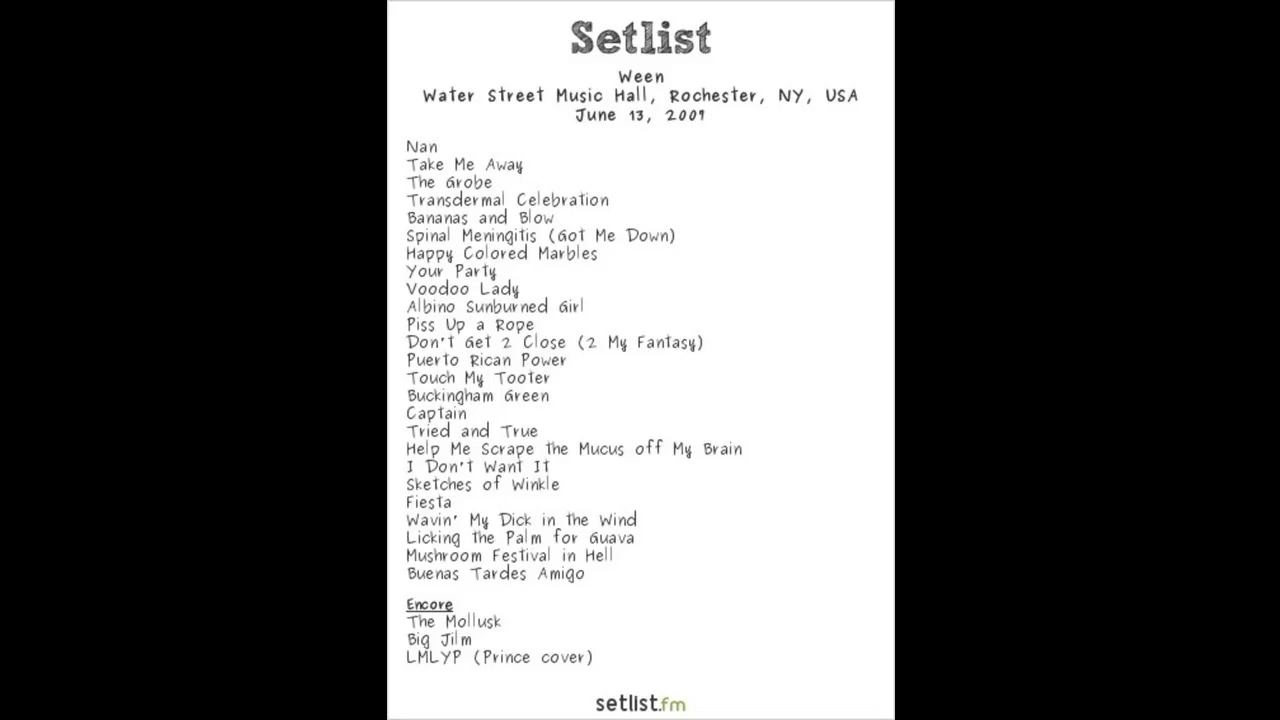 Setlist
Ween
Water Street Music Hall, Rochester, NY, USA
June 13, 2009
Nan
Take Me Away
The Grobe
Transdermal Celebration
Bananas and Blow
Spinal Meningitis (Got Me Down)
Happy Colored Marbles
Your Party
Voodoo Lady
Albino Sunburned Girl
Piss Up a Rope
Don't Get 2 Close (2 My Fantasy)
Puerto Rican Power
Touch My Tooter
Buckingham Green
Captain
Tried and True
Help Me Scrape the Mucus off My Brain
I Don't Want It
Sketches of Winkle
Fiesta
Wavin' My Dick in the Wind
Licking the Palm for Guava
Mushroom Festival in Hell
Buenas Tardes Amigo
Encore
The Mollusk
Big Jilm
LMLYP (Prince cover)
setlist.fm